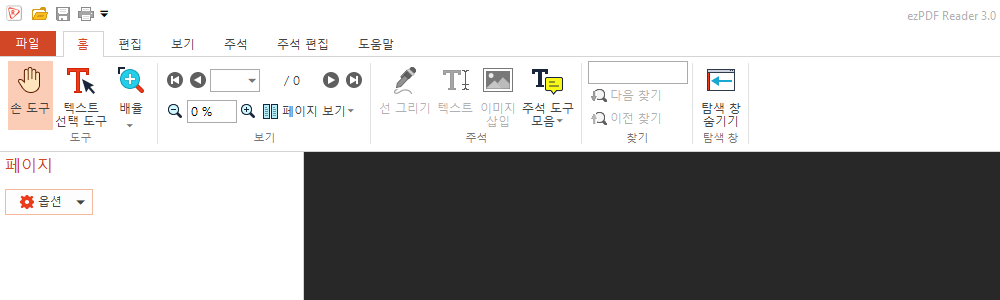 ezPDF Reader 3.0
파일 홈 편집 보기 주석 주석 편집 도움말
손 도구
텍스트
선택 도구
배율
도구
/ 0
0 %
페이지 보기
보기
선 그리기
텍스트
이미지
삽입
주석 도구
모음
주석
다음 찾기
이전 찾기
찾기
탐색 창
숨기기
탐색 창
페이지
옵션